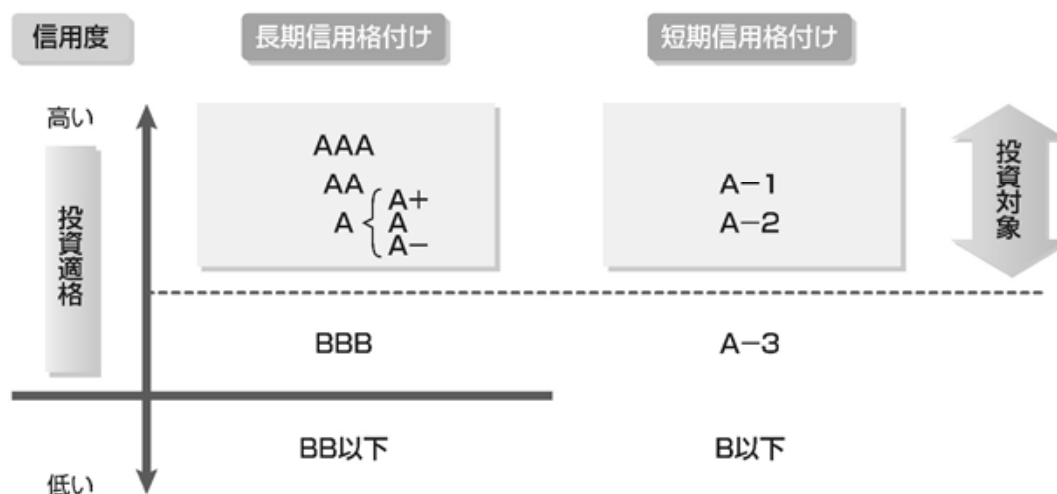 信用度 長期信用格付け 短期信用格付け
高い
投資適格
AAA
AA
A A+
A
A−
A−1
A−2
投資対象
BBB A−3
BB以下 B以下
低い